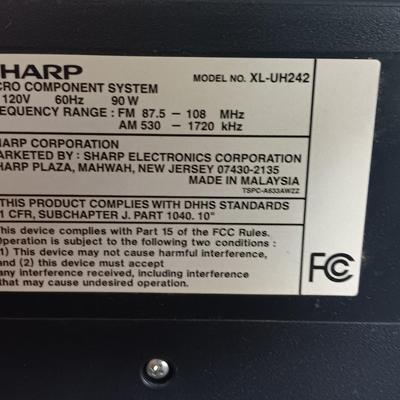 HARP
MODEL NO. XL-UH242
CRO COMPONENT SYSTEM
120V 60Hz 90 W
EQUENCY RANGE : FM 87.5 – 108 MHz
AM 530 – 1720 kHz
HARP CORPORATION
ARKETED BY : SHARP ELECTRONICS CORPORATION
HARP PLAZA, MAHWAH, NEW JERSEY 07430-2135
MADE IN MALAYSIA
TSPC-A633AWZZ
THIS PRODUCT COMPLIES WITH DHHS STANDARDS
1 CFR, SUBCHAPTER J. PART 1040. 10"
This device complies with Part 15 of the FCC Rules.
Operation is subject to the following two conditions :
1) This device may not cause harmful interference,
and (2) this device must accept
any interference received, including interference
that may cause undesired operation.
FC